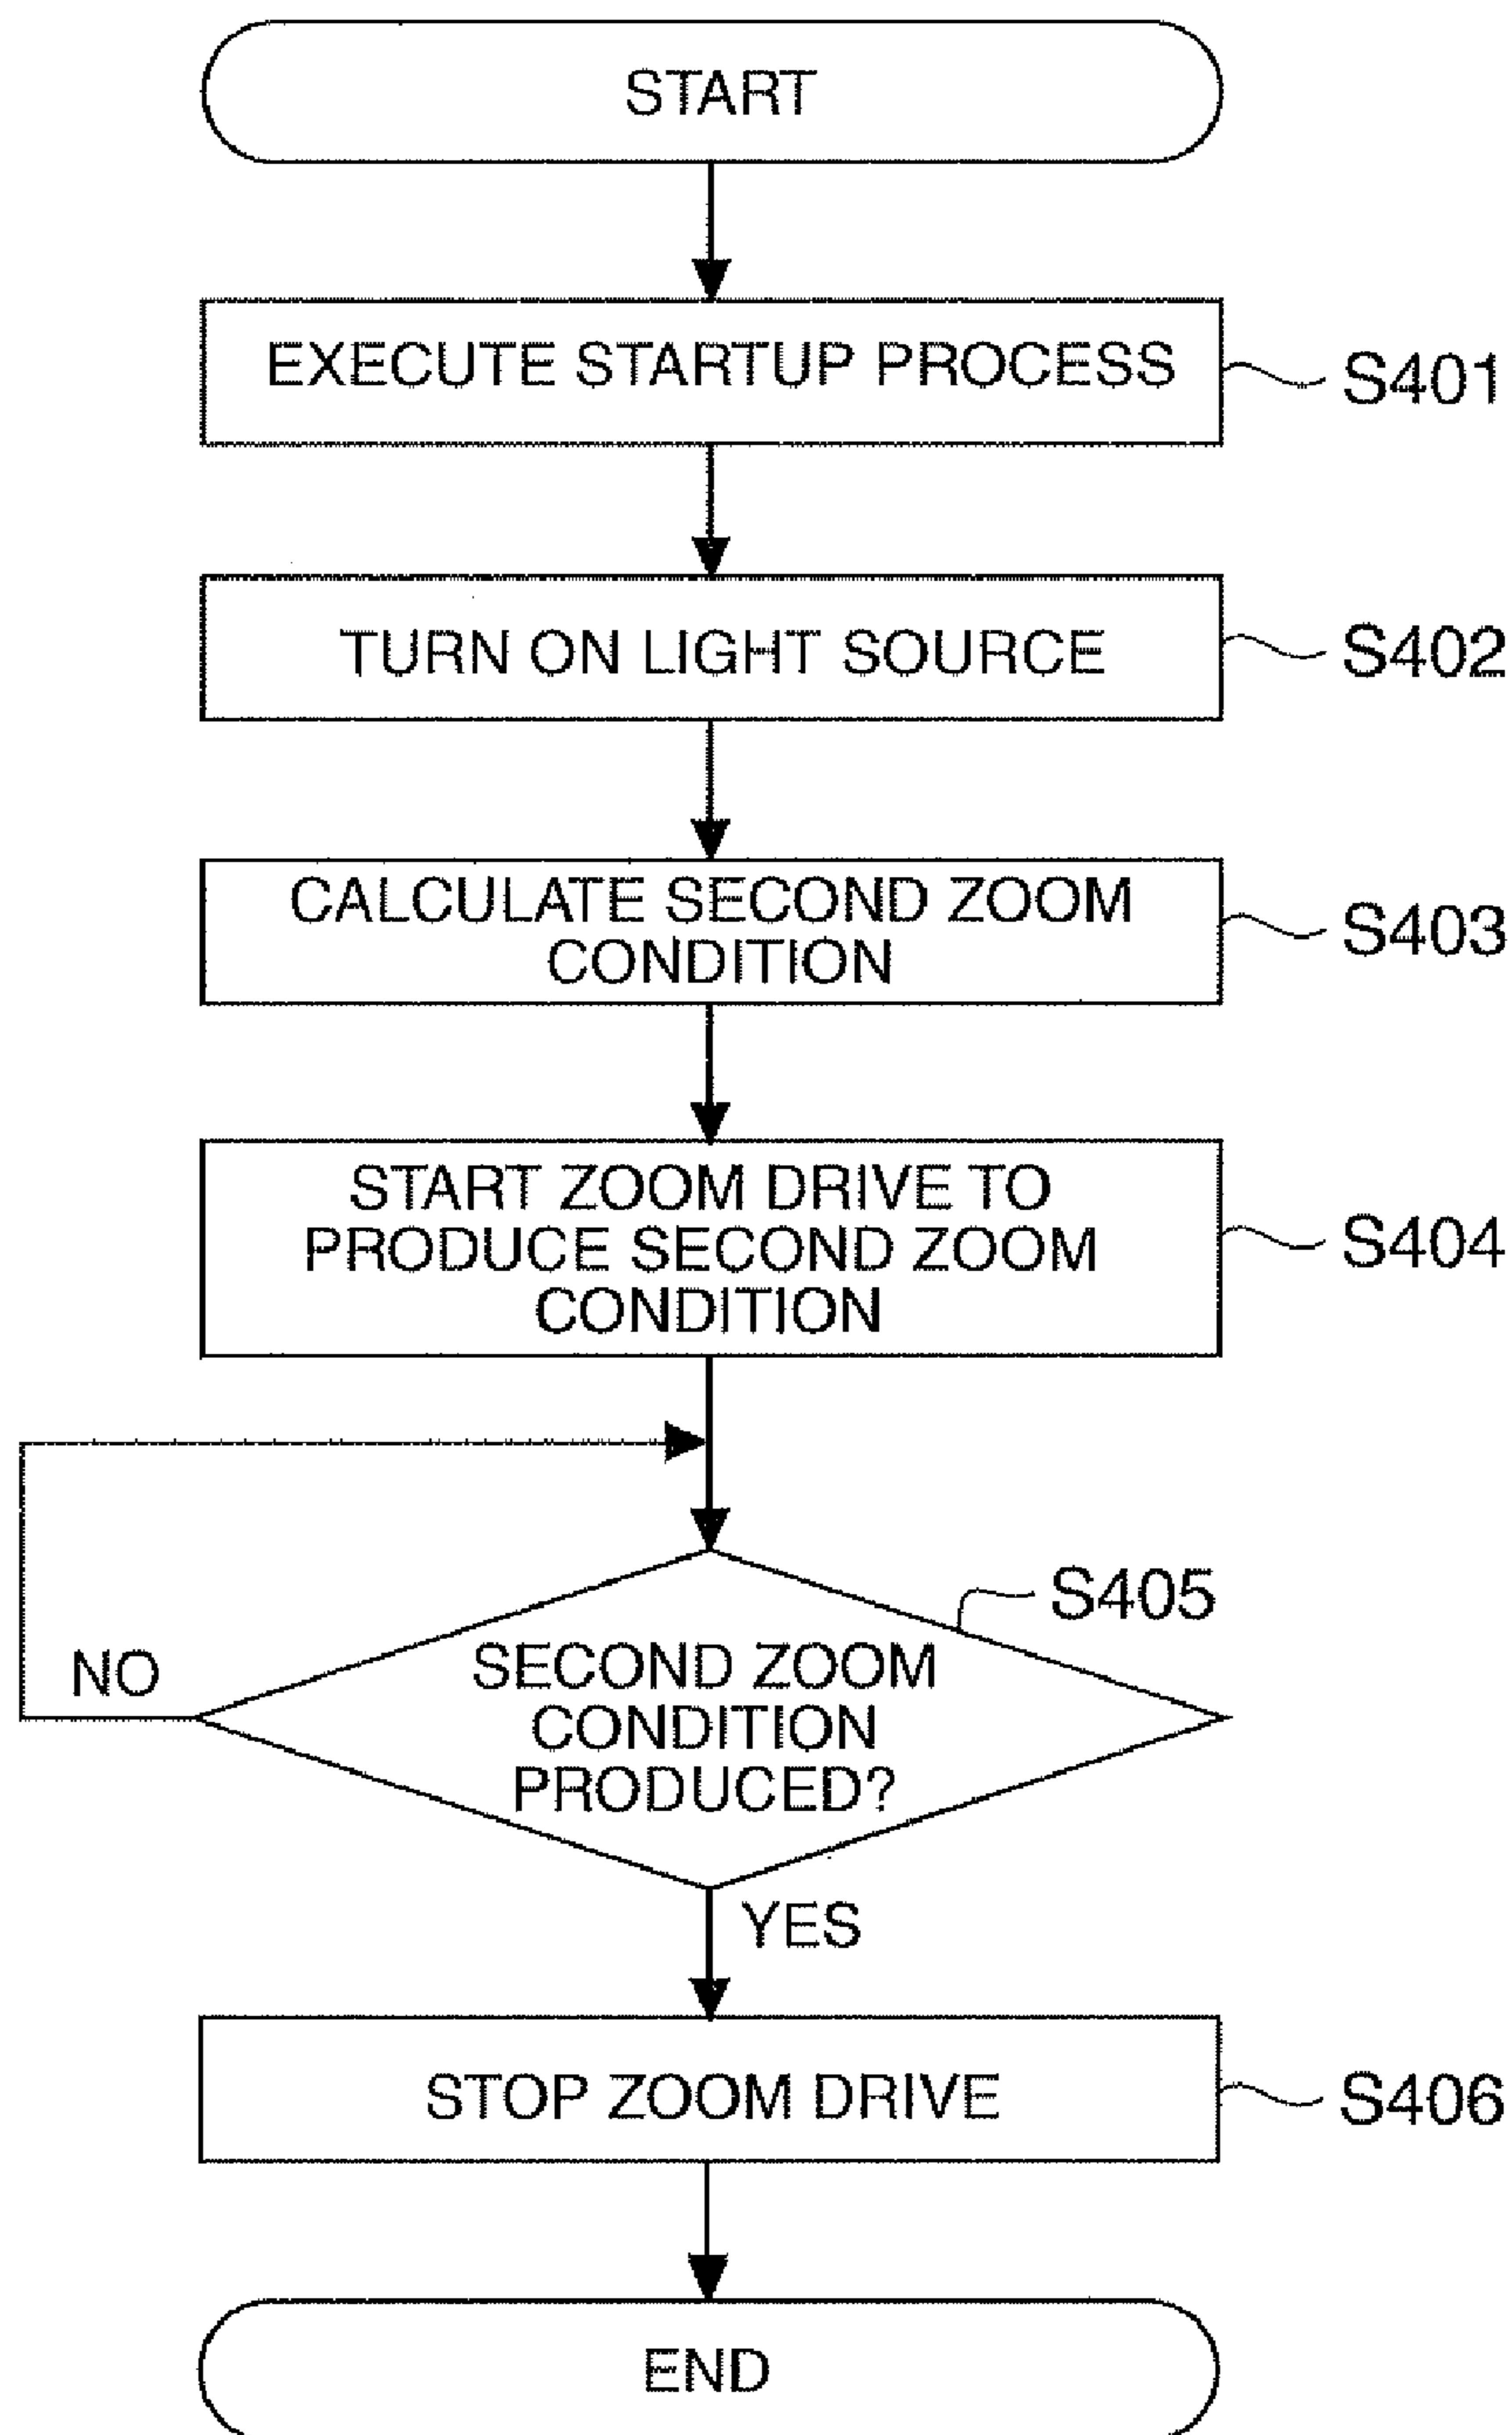 START
EXECUTE STARTUP PROCESS
S401
TURN ON LIGHT SOURCE
S402
CALCULATE SECOND ZOOM
CONDITION
S403
START ZOOM DRIVE TO
PRODUCE SECOND ZOOM
CONDITION
S404
S405
SECOND ZOOM
CONDITION
PRODUCED?
NO
YES
STOP ZOOM DRIVE
S406
END